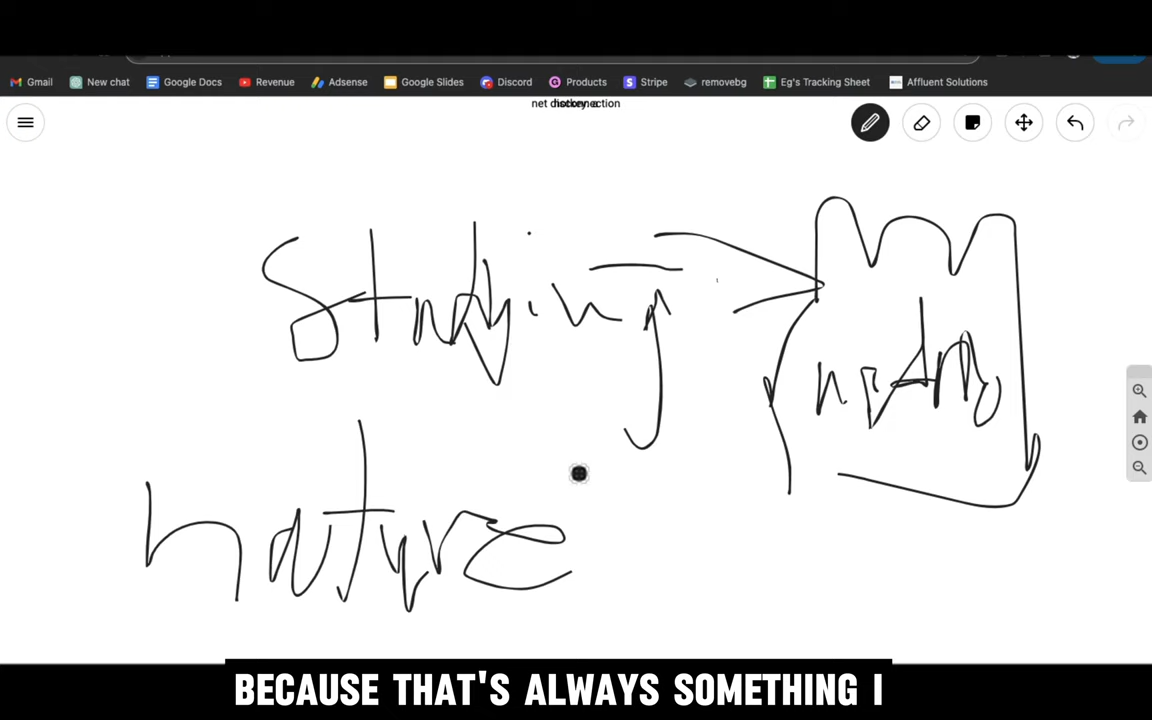 Gmail New chat Google Docs Revenue Adsense Google Slides Discord Products Stripe removebg Eg's Tracking Sheet Affluent Solutions
Studying
nature
BECAUSE THAT'S ALWAYS SOMETHING I